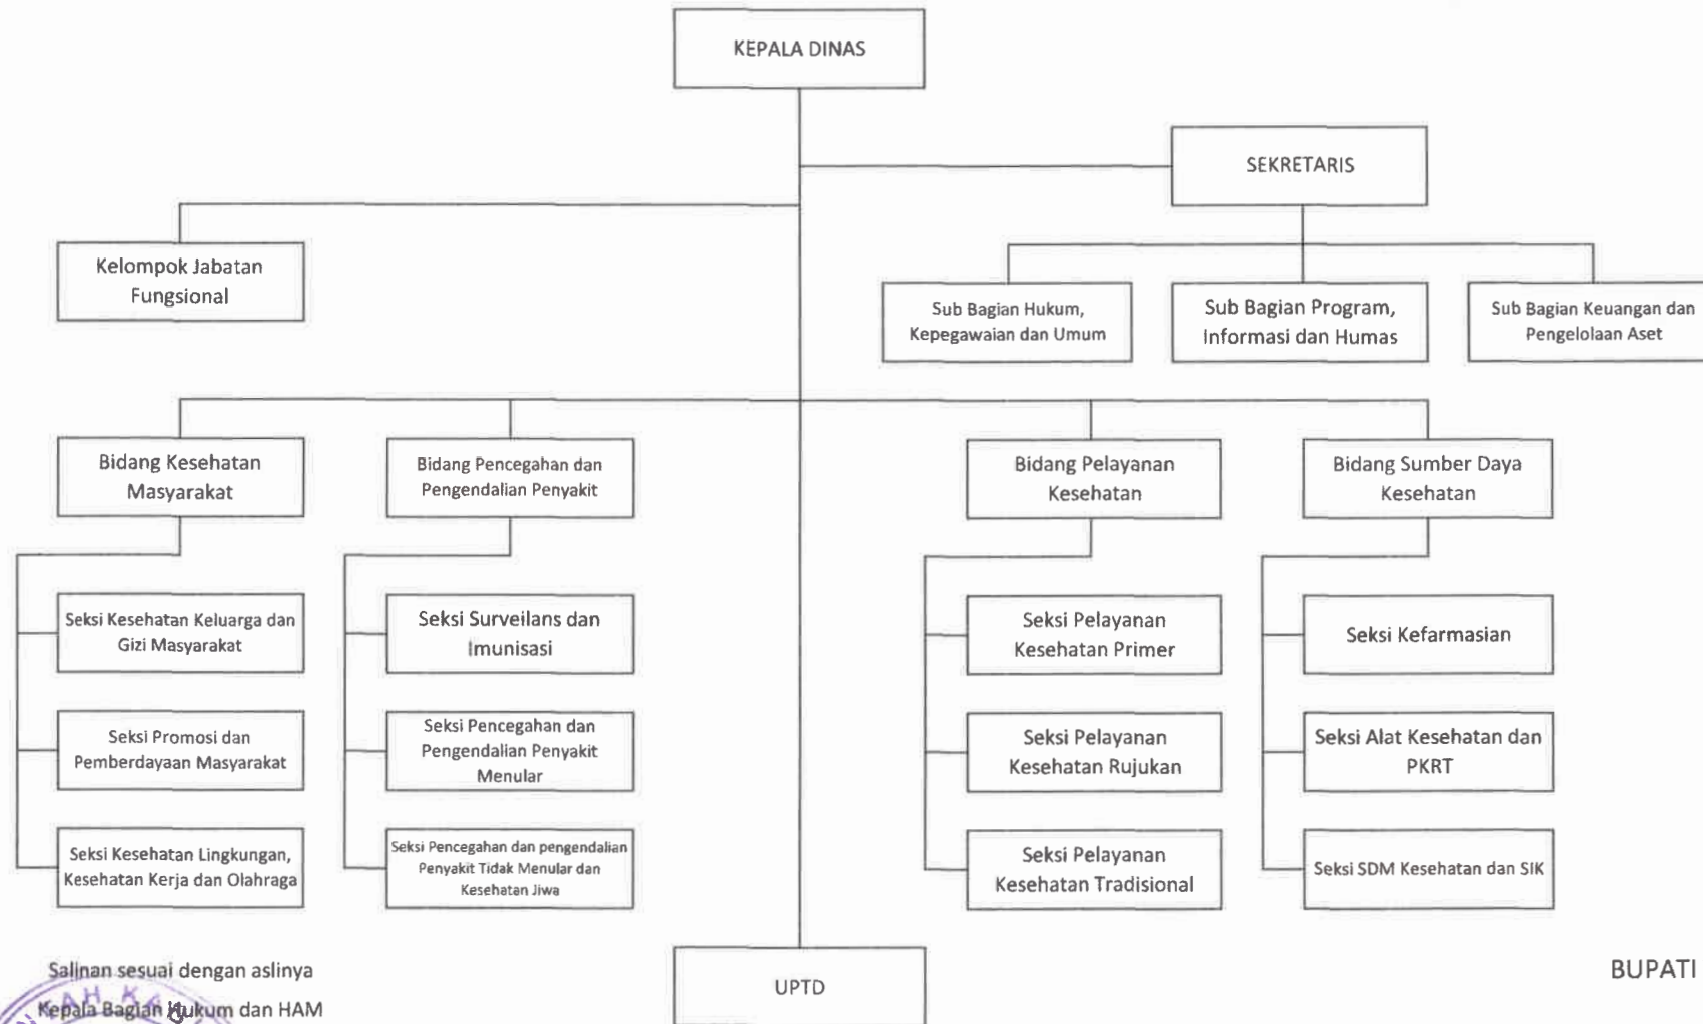 KEPALA DINAS
SEKRETARIS
Kelompok Jabatan
Fungsional
Sub Bagian Hukum,
Kepegawaian dan Umum
Sub Bagian Program,
Informasi dan Humas
Sub Bagian Keuangan dan
Pengelolaan Aset
Bidang Kesehatan
Masyarakat
Bidang Pencegahan dan
Pengendalian Penyakit
Bidang Pelayanan
Kesehatan
Bidang Sumber Daya
Kesehatan
Seksi Kesehatan Keluarga dan
Gizi Masyarakat
Seksi Surveilans dan
Imunisasi
Seksi Pelayanan
Kesehatan Primer
Seksi Kefarmasian
Seksi Promosi dan
Pemberdayaan Masyarakat
Seksi Pencegahan dan
Pengendalian Penyakit
Menular
Seksi Pelayanan
Kesehatan Rujukan
Seksi Alat Kesehatan dan
PKRT
Seksi Kesehatan Lingkungan,
Kesehatan Kerja dan Olahraga
Seksi Pencegahan dan pengendalian
Penyakit Tidak Menular dan
Kesehatan Jiwa
Seksi Pelayanan
Kesehatan Tradisional
Seksi SDM Kesehatan dan SIK
Salinan sesuai dengan aslinya
Kepala Bagian Hukum dan HAM
UPTD
BUPATI